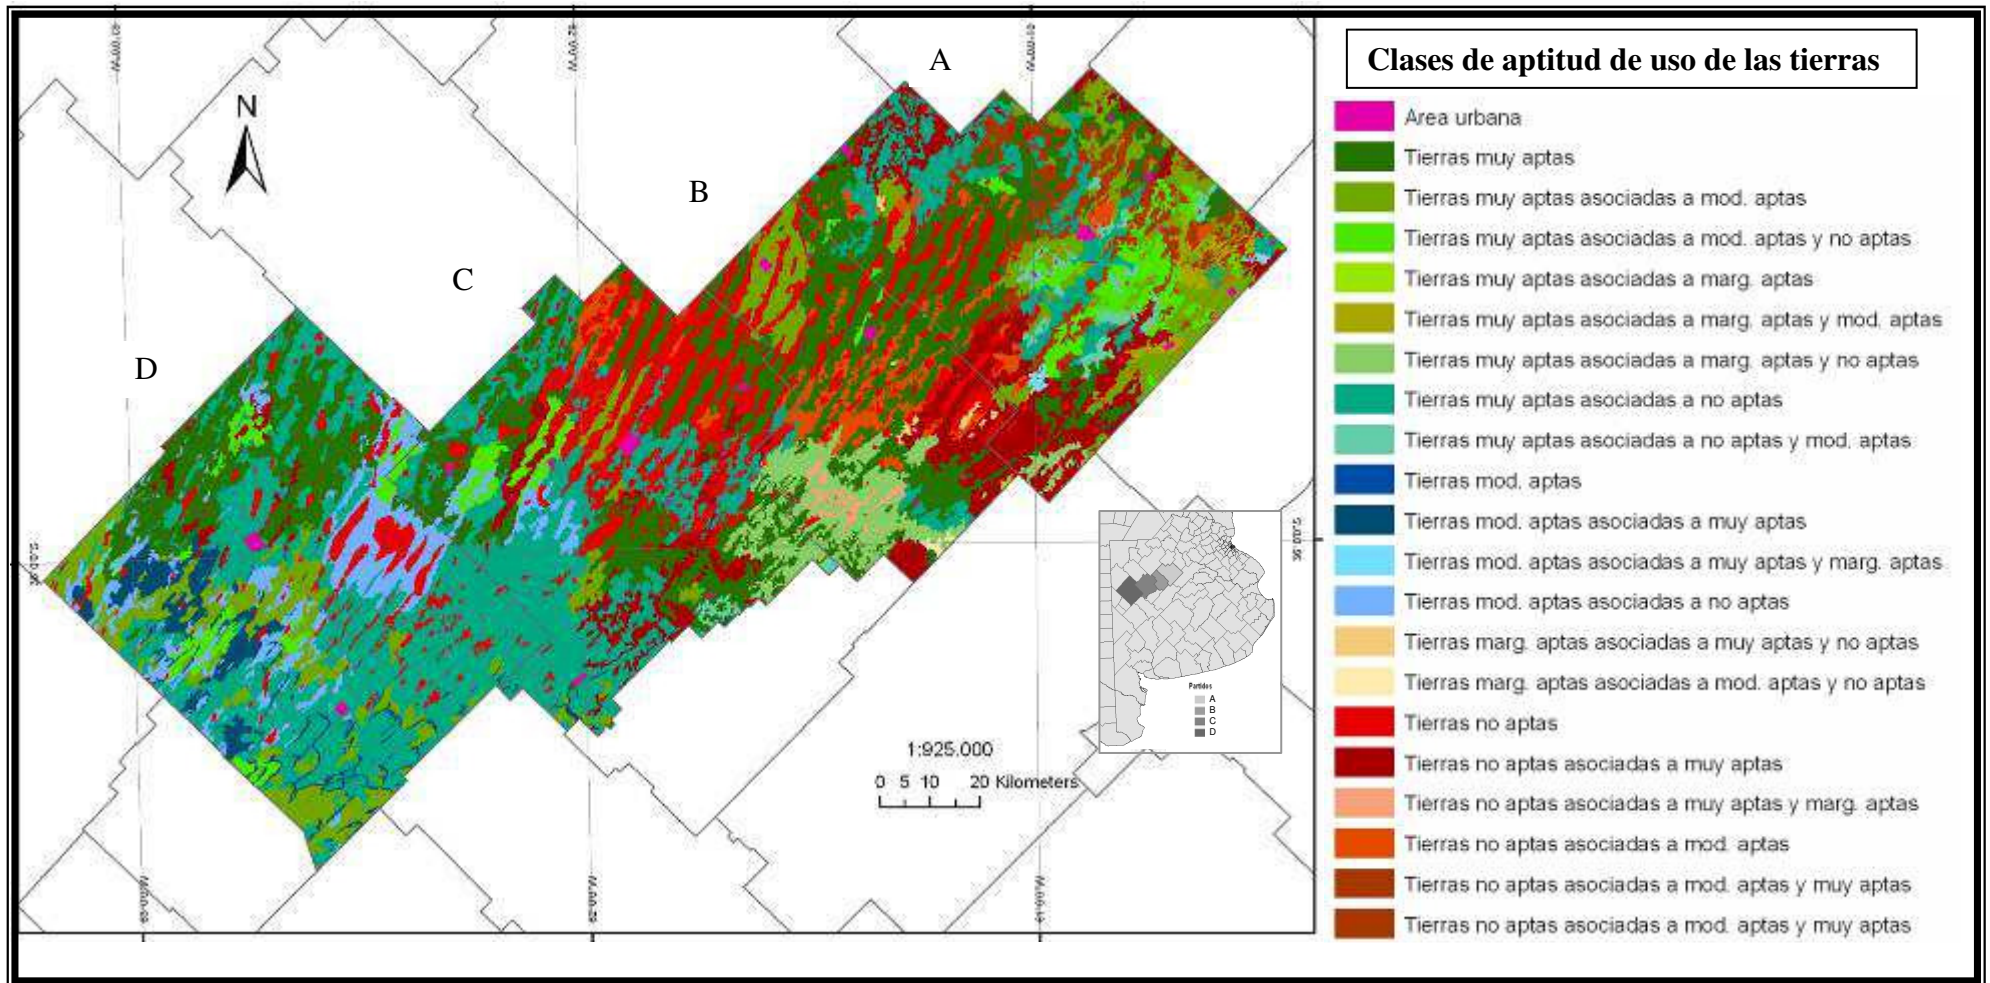 Clases de aptitud de uso de las tierras
A
B
C
D
N
Area urbana
Tierras muy aptas
Tierras muy aptas asociadas a mod. aptas
Tierras muy aptas asociadas a mod. aptas y no aptas
Tierras muy aptas asociadas a marg. aptas
Tierras muy aptas asociadas a marg. aptas y mod. aptas
Tierras muy aptas asociadas a marg. aptas y no aptas
Tierras muy aptas asociadas a no aptas
Tierras muy aptas asociadas a no aptas y mod. aptas
Tierras mod. aptas
Tierras mod. aptas asociadas a muy aptas
Tierras mod. aptas asociadas a muy aptas y marg. aptas
Tierras mod. aptas asociadas a no aptas
Tierras marg. aptas asociadas a muy aptas y no aptas
Tierras marg. aptas asociadas a mod. aptas y no aptas
Tierras no aptas
Tierras no aptas asociadas a muy aptas
Tierras no aptas asociadas a muy aptas y marg. aptas
Tierras no aptas asociadas a mod. aptas
Tierras no aptas asociadas a mod. aptas y muy aptas
Tierras no aptas asociadas a mod. aptas y muy aptas
Partidos
A
B
C
D
1:925.000
0 5 10 20 Kilometers